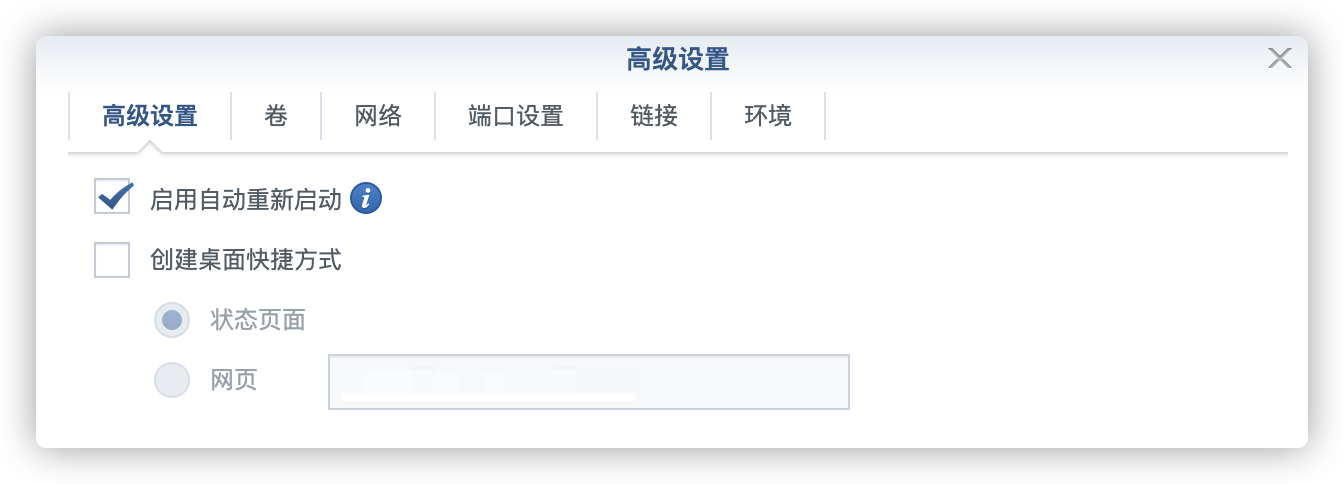 高级设置
高级设置 卷 网络 端口设置 链接 环境
启用自动重新启动 i
创建桌面快捷方式
状态页面
网页